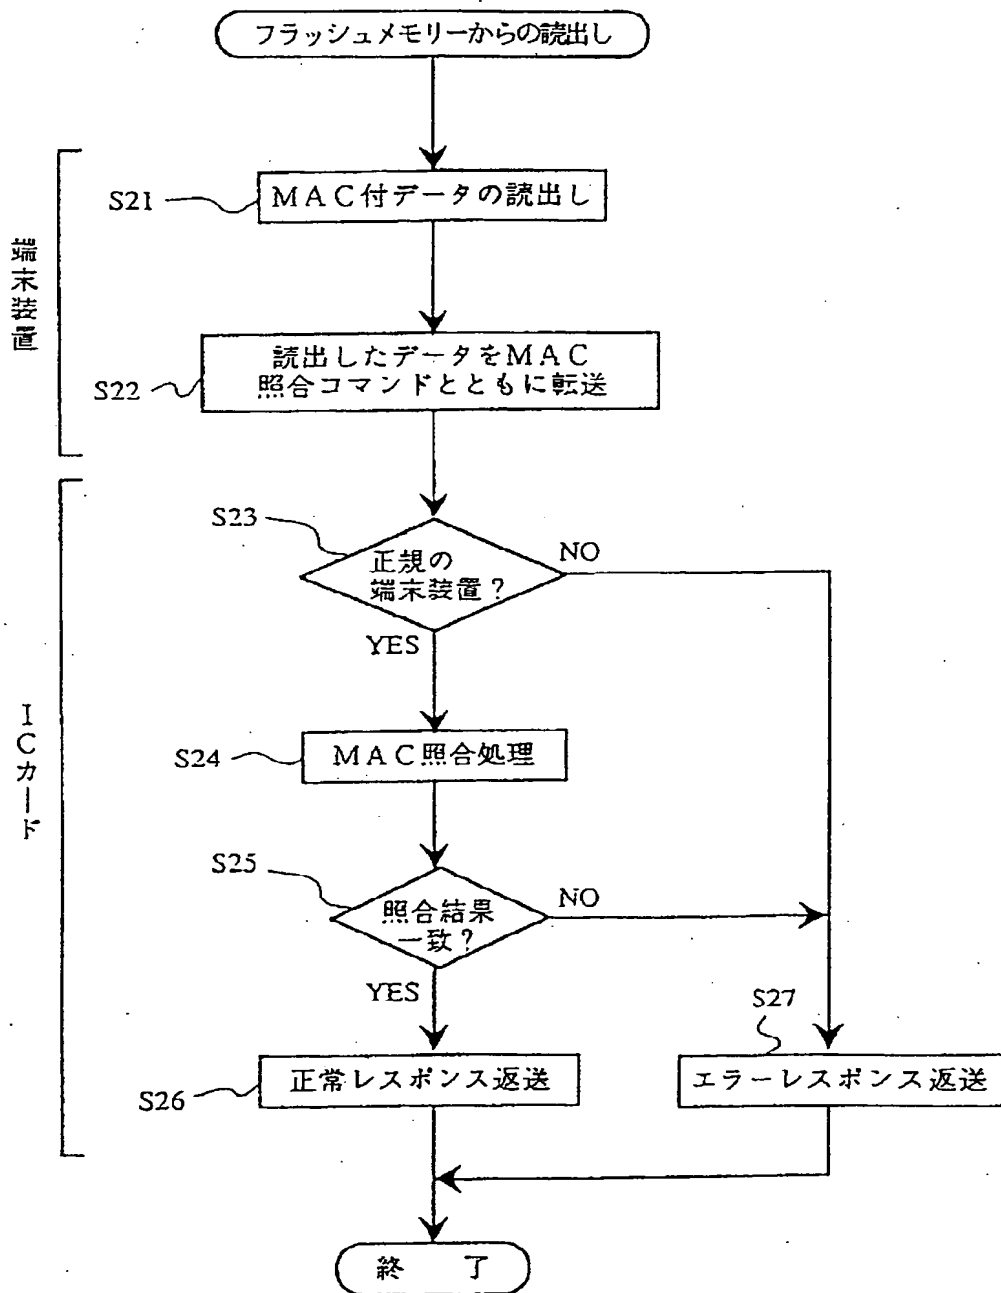 フラッシュメモリーからの読出し
S21
MAC付データの読出し
端末装置
S22
読出したデータをMAC
照合コマンドとともに転送
S23
正規の
端末装置?
NO
YES
ICカード
S24
MAC照合処理
S25
照合結果
一致?
NO
YES
S26
正常レスポンス返送
S27
エラーレスポンス返送
終 了